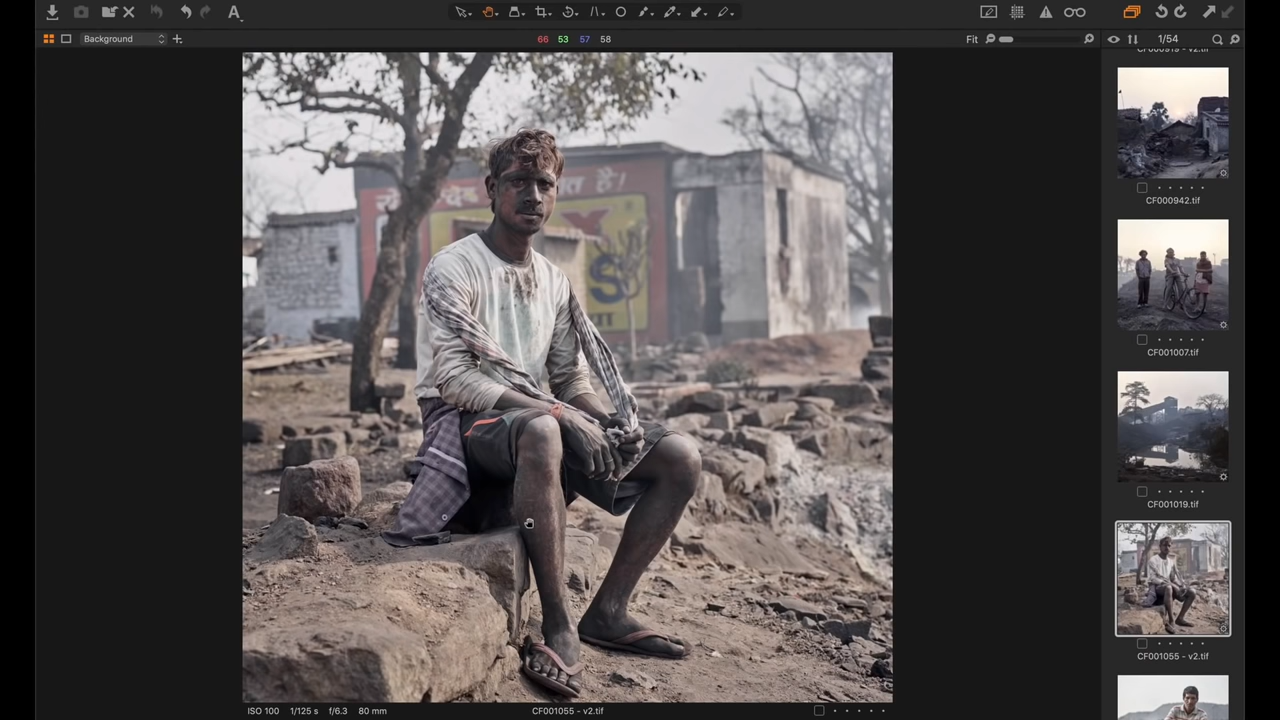 Background
66 53 57 58
Fit
1/54
CF000942.tif
CF001007.tif
CF001019.tif
CF001055 - v2.tif
है।
S
ISO 100 1/125 s f/6.3 80 mm
CF001055 - v2.tif